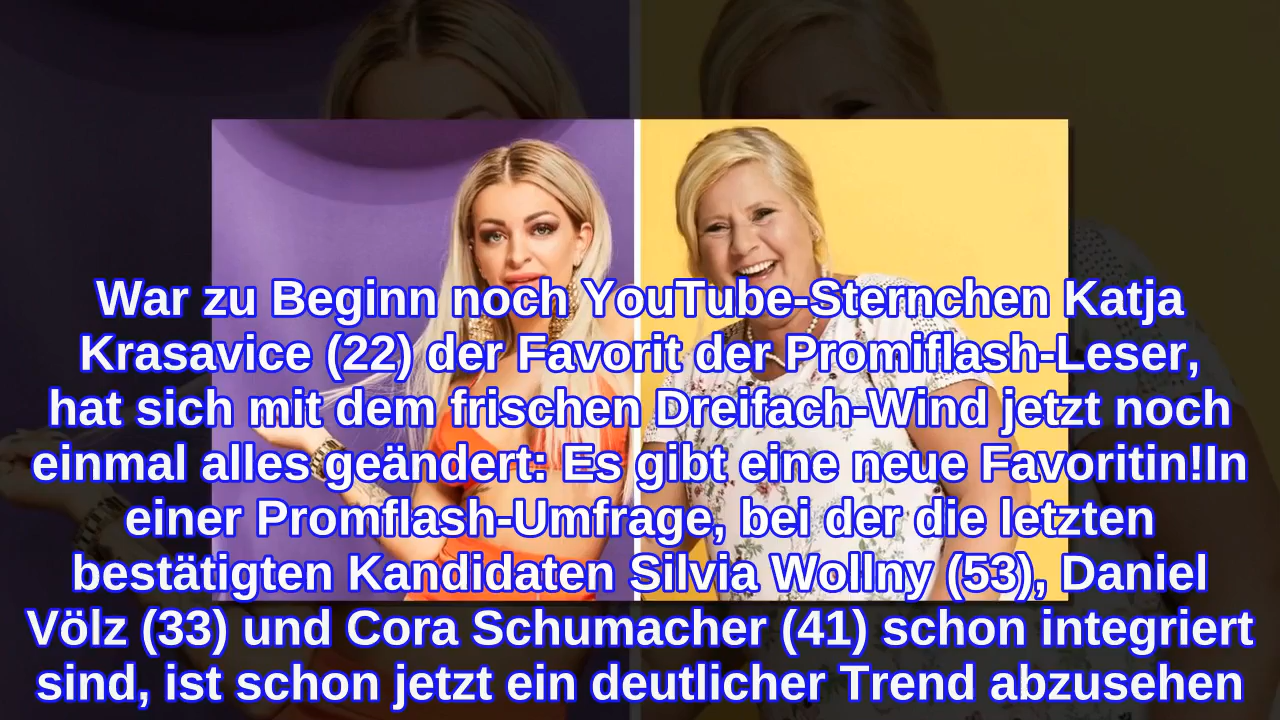 War zu Beginn noch YouTube-Sternchen Katja
Krasavice (22) der Favorit der Promiflash-Leser,
hat sich mit dem frischen Dreifach-Wind jetzt noch
einmal alles geändert: Es gibt eine neue Favoritin!In
einer Promflash-Umfrage, bei der die letzten
bestätigten Kandidaten Silvia Wollny (53), Daniel
Völz (33) und Cora Schumacher (41) schon integriert
sind, ist schon jetzt ein deutlicher Trend abzusehen